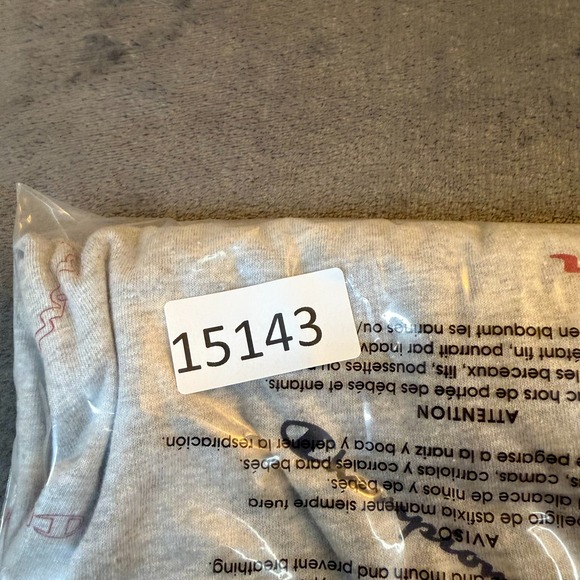 15143
and mouth and prevent breathing.
AVISO
peligro de asfixia mantener siempre fuera
alcance de niños y de bebés.
camas, carriolas y corrales para bebés.
pegarse a la nariz y boca y detener la respiración.
ATTENTION
hors de portée des bébés et enfants.
les berceaux, lits, poussettes ou
étant fin, pourrait par
en bloquant les narines ou/